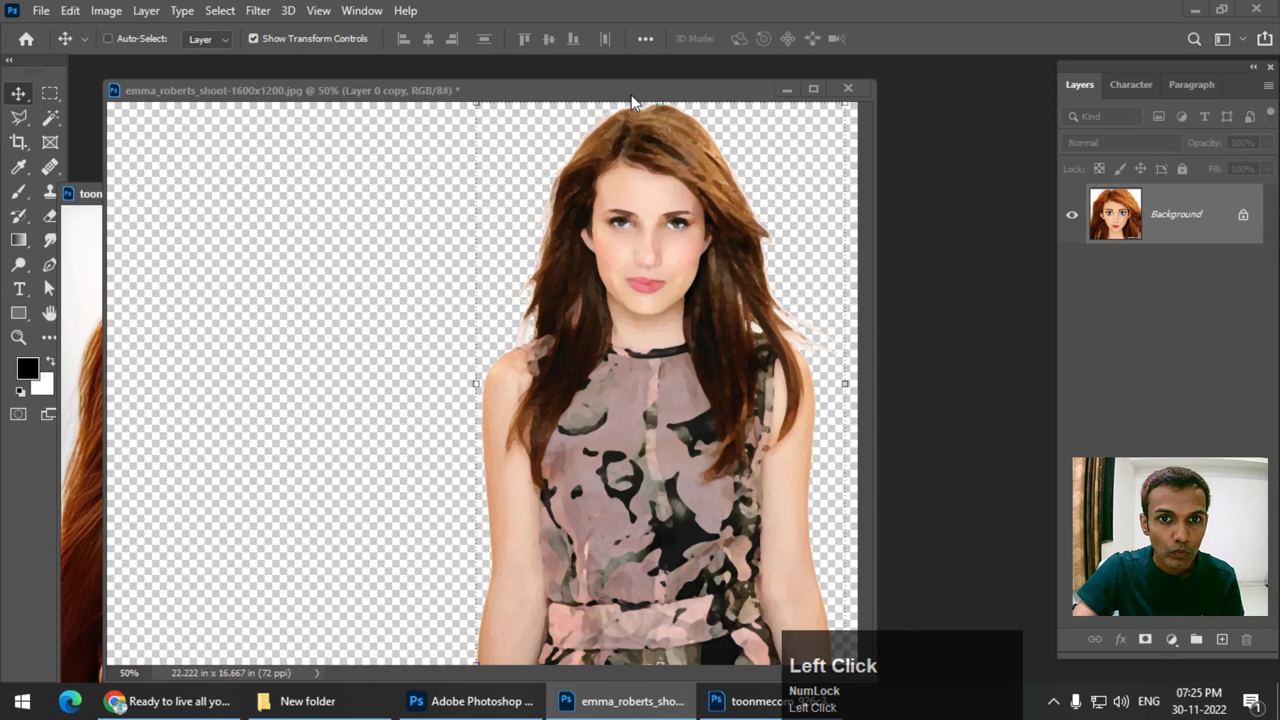 File Edit Image Layer Type Select Filter 3D View Window Help
Auto-Select: Layer Show Transform Controls 3D Mode:
emma_roberts_shoot-1600x1200.jpg @ 50% (Layer 0 copy, RGB/8#) *
Layers Character Paragraph
Kind
Normal Opacity: 100%
Lock: Fill: 100%
toon
Background
50% 22.222 in x 16.667 in (72 ppi)
Left Click
NumLock
Left Click
Ready to live all yo... New folder Adobe Photoshop ... emma_roberts_sho... toonmecom
ENG 07:25 PM
30-11-2022